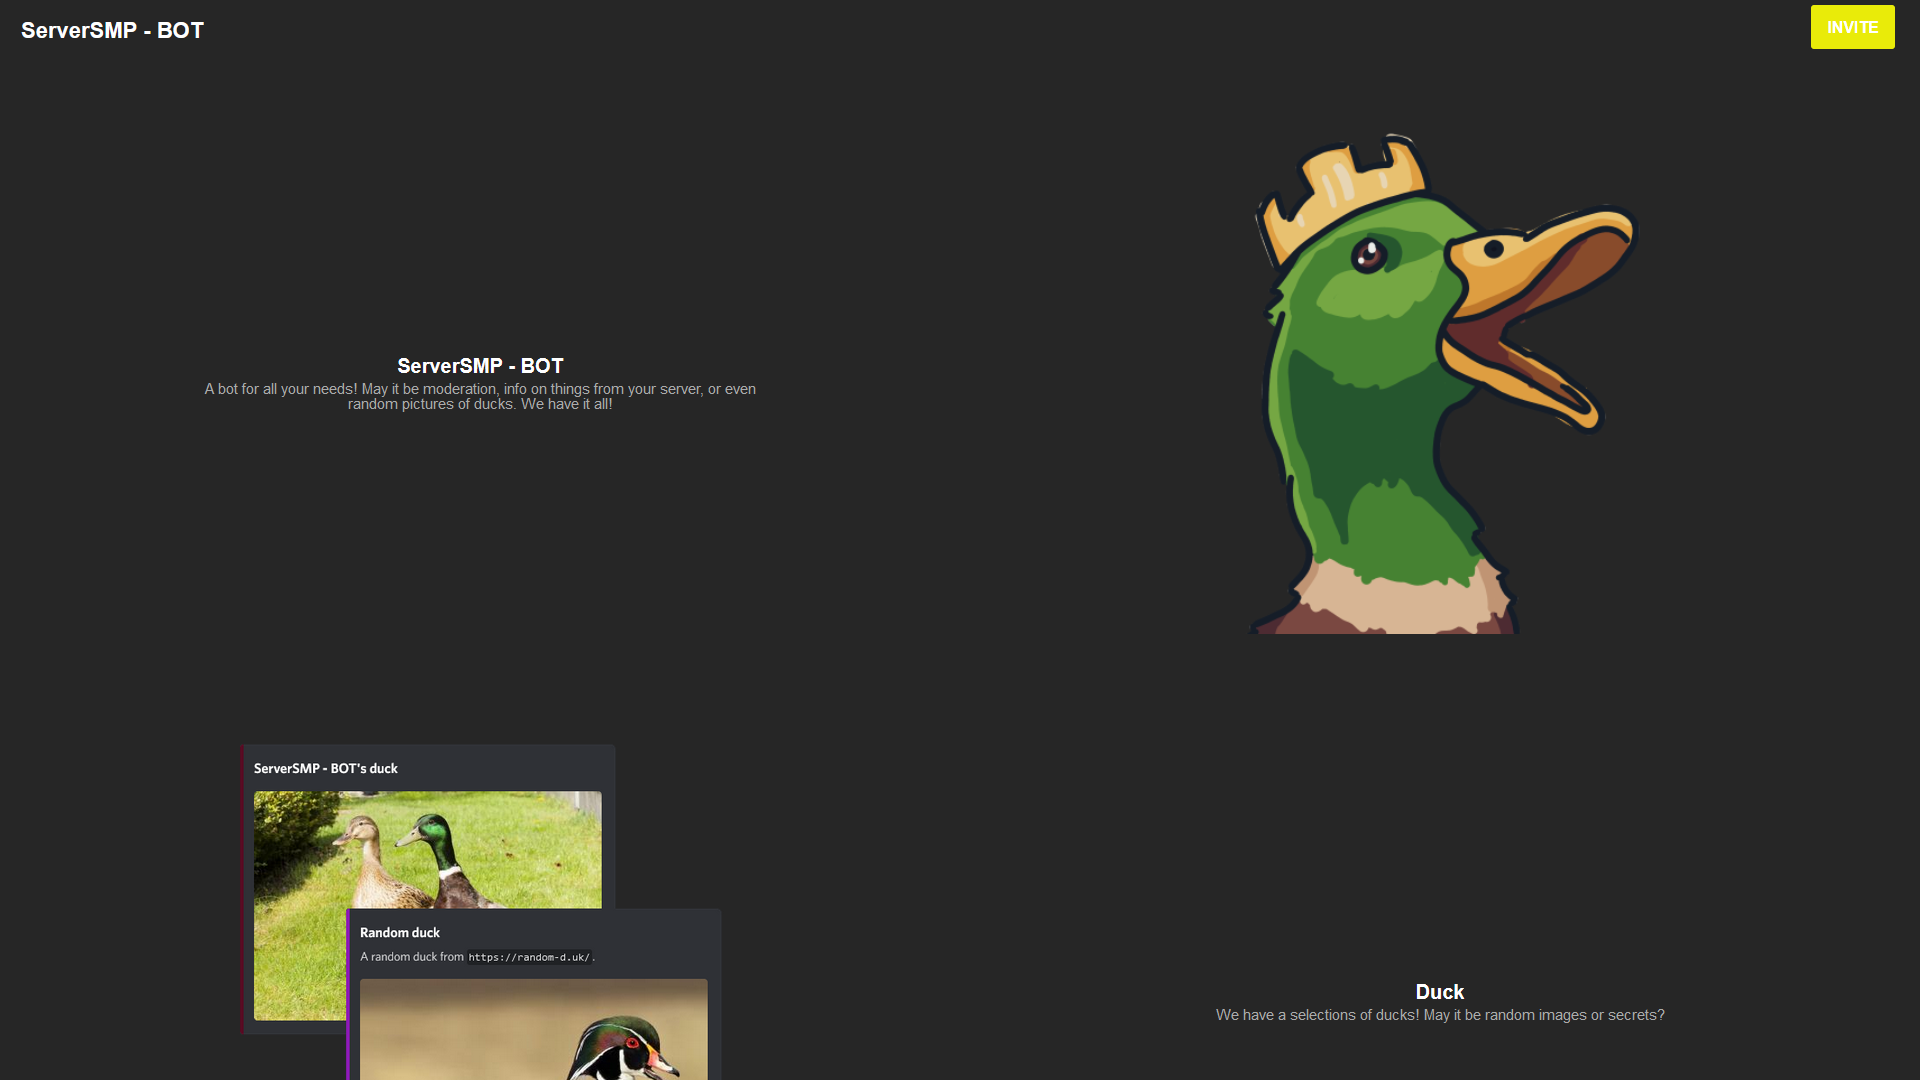 ServerSMP - BOT
INVITE
ServerSMP - BOT
A bot for all your needs! May it be moderation, info on things from your server, or even
random pictures of ducks. We have it all!
ServerSMP - BOT's duck
Random duck
A random duck from https://random-d.uk/.
Duck
We have a selections of ducks! May it be random images or secrets?